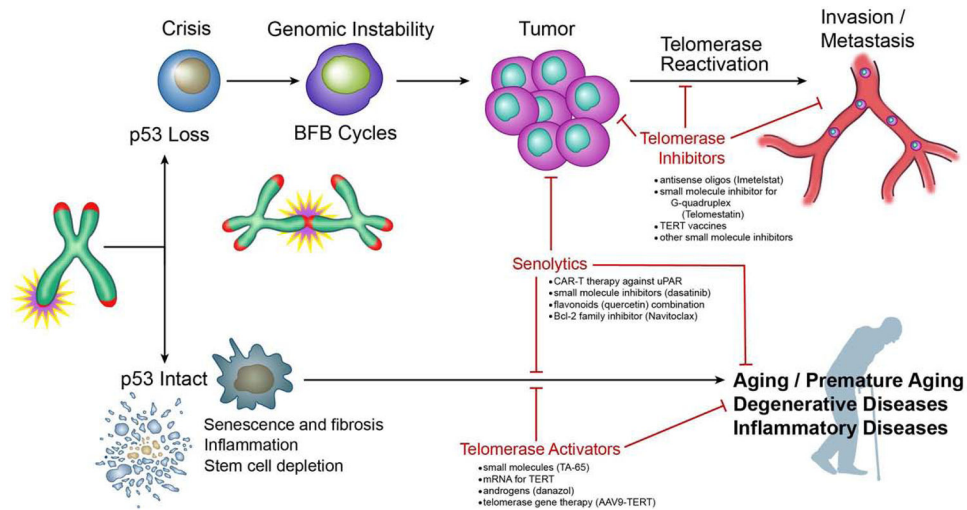 Crisis
Genomic Instability
Tumor
Telomerase
Reactivation
Invasion /
Metastasis
p53 Loss
BFB Cycles
Telomerase
Inhibitors
• antisense oligos (Imetelstat)
• small molecule inhibitor for
G-quadruplex
(Telomestatin)
• TERT vaccines
• other small molecule inhibitors
Senolytics
• CAR-T therapy against uPAR
• small molecule inhibitors (dasatinib)
• flavonoids (quercetin) combination
• Bcl-2 family inhibitor (Navitoclax)
p53 Intact
Senescence and fibrosis
Inflammation
Stem cell depletion
Aging / Premature Aging
Degenerative Diseases
Inflammatory Diseases
Telomerase Activators
• small molecules (TA-65)
• mRNA for TERT
• androgens (danazol)
• telomerase gene therapy (AAV9-TERT)